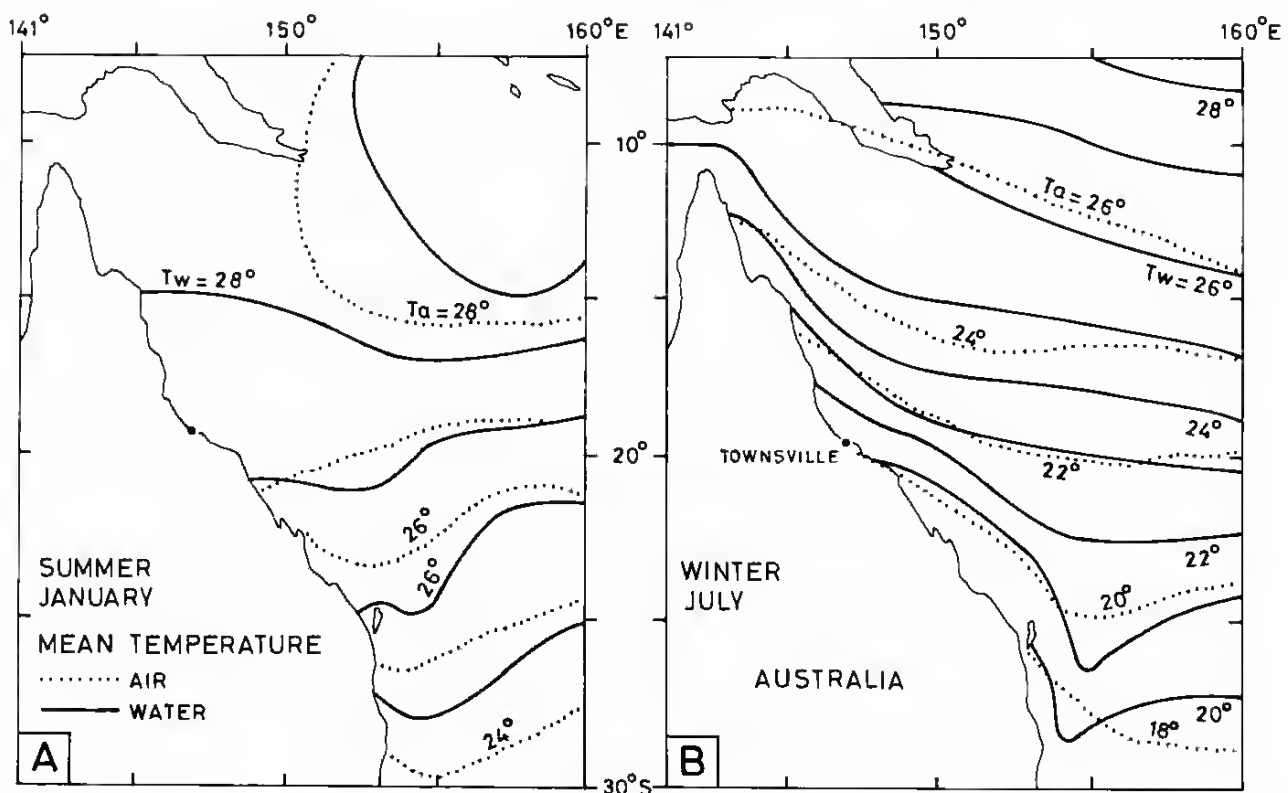 141° 150° 160°E
Tw = 28°
Ta = 28°
26°
26°
24°
SUMMER
JANUARY
MEAN TEMPERATURE
AIR
WATER
A
10°
20°
30°S
141° 150° 160°E
28°
Ta = 26°
Tw = 26°
24°
24°
22°
TOWNSVILLE
22°
20°
WINTER
JULY
AUSTRALIA
20°
18°
B